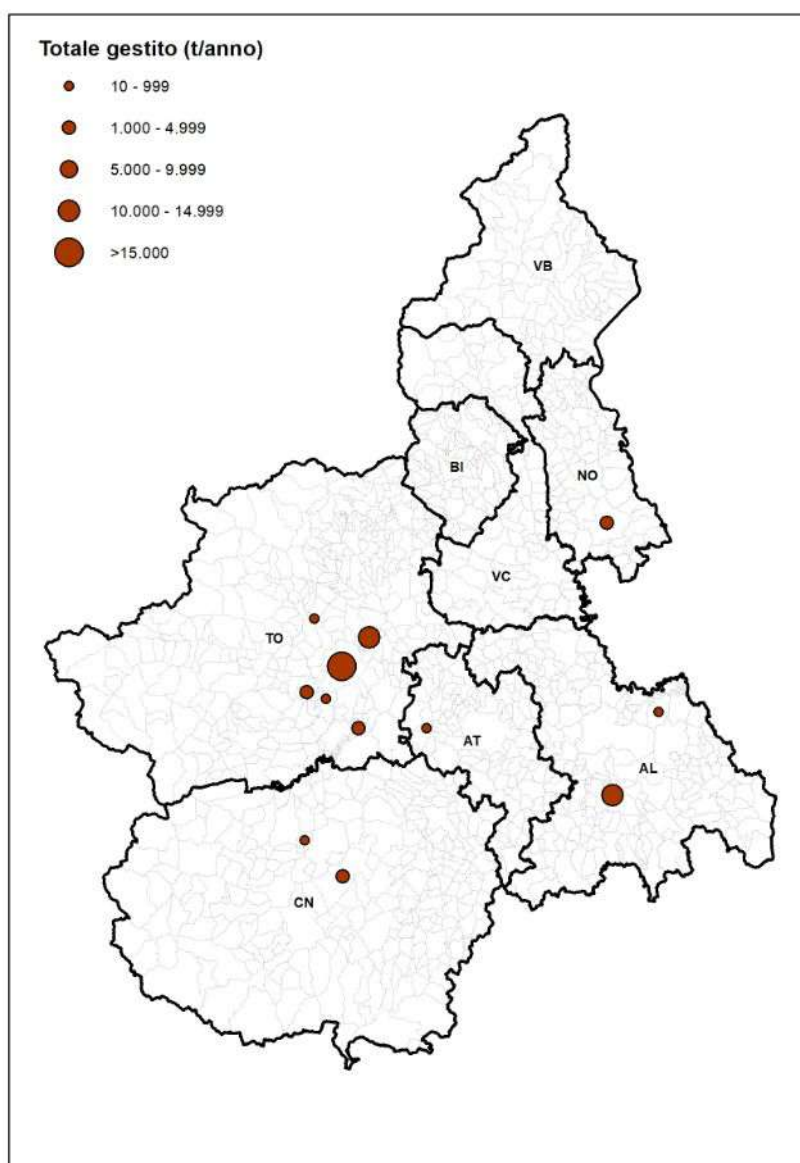 Totale gestito (t/anno)
10 - 999
1.000 - 4.999
5.000 - 9.999
10.000 - 14.999
>15.000
VB
BI
NO
VC
TO
AT
AL
CN